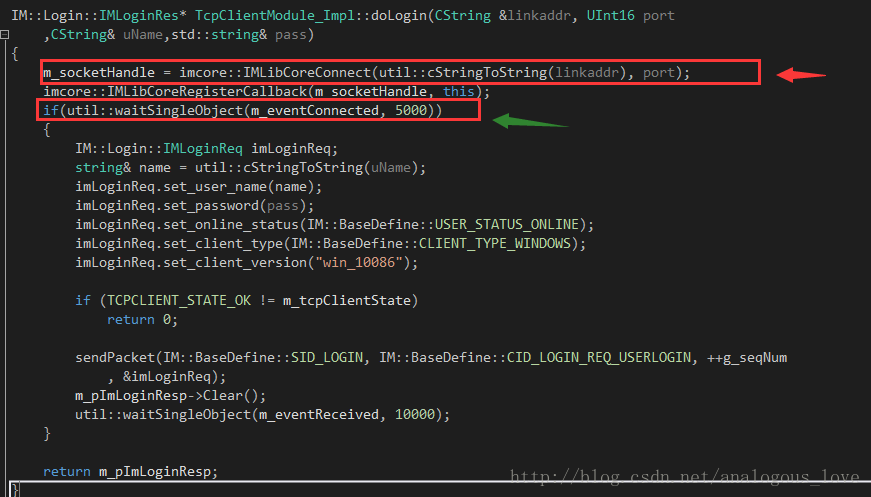 IM::Login::IMLoginRes* TcpClientModule_Impl::doLogin(CString &linkaddr, UInt16 port
,CString& uName,std::string& pass)
{
m_socketHandle = imcore::IMLibCoreConnect(util::cStringToString(linkaddr), port);
imcore::IMLibCoreRegisterCallback(m_socketHandle, this);
if(util::waitSingleObject(m_eventConnected, 5000))
{
IM::Login::IMLoginReq imLoginReq;
string& name = util::cStringToString(uName);
imLoginReq.set_user_name(name);
imLoginReq.set_password(pass);
imLoginReq.set_online_status(IM::BaseDefine::USER_STATUS_ONLINE);
imLoginReq.set_client_type(IM::BaseDefine::CLIENT_TYPE_WINDOWS);
imLoginReq.set_client_version("win_10086");
if (TCPCLIENT_STATE_OK != m_tcpClientState)
return 0;
sendPacket(IM::BaseDefine::SID_LOGIN, IM::BaseDefine::CID_LOGIN_REQ_USERLOGIN, ++g_seqNum
, &imLoginReq);
m_pImLoginResp->Clear();
util::waitSingleObject(m_eventReceived, 10000);
}
return m_pImLoginResp;
http://blog.csdn.net/analogous_love
}